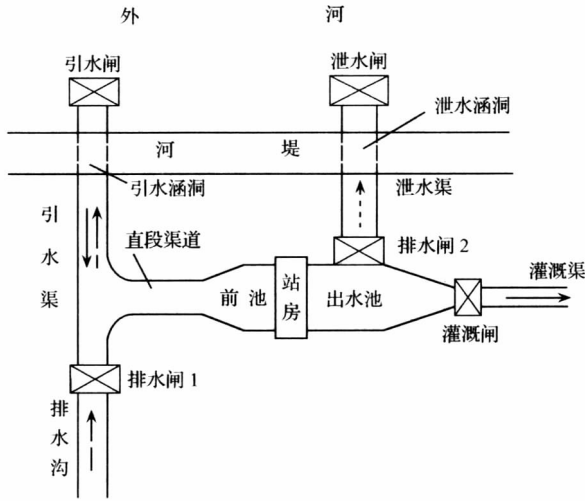 外河
引水闸
泄水闸
泄水涵洞
河堤
引水涵洞
泄水渠
引水渠
直段渠道
排水闸2
前池
站房
出水池
灌溉渠
灌溉闸
排水闸1
排水沟